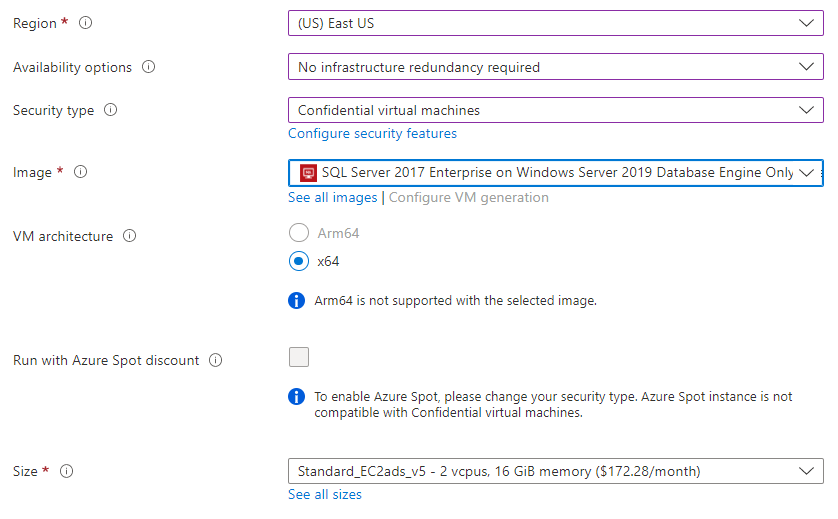 Region *
(US) East US
Availability options
No infrastructure redundancy required
Security type
Confidential virtual machines
Configure security features
Image *
SQL Server 2017 Enterprise on Windows Server 2019 Database Engine Only
See all images | Configure VM generation
VM architecture
Arm64
x64
Arm64 is not supported with the selected image.
Run with Azure Spot discount
To enable Azure Spot, please change your security type. Azure Spot instance is not
compatible with Confidential virtual machines.
Size *
Standard_EC2ads_v5 - 2 vcpus, 16 GiB memory ($172.28/month)
See all sizes